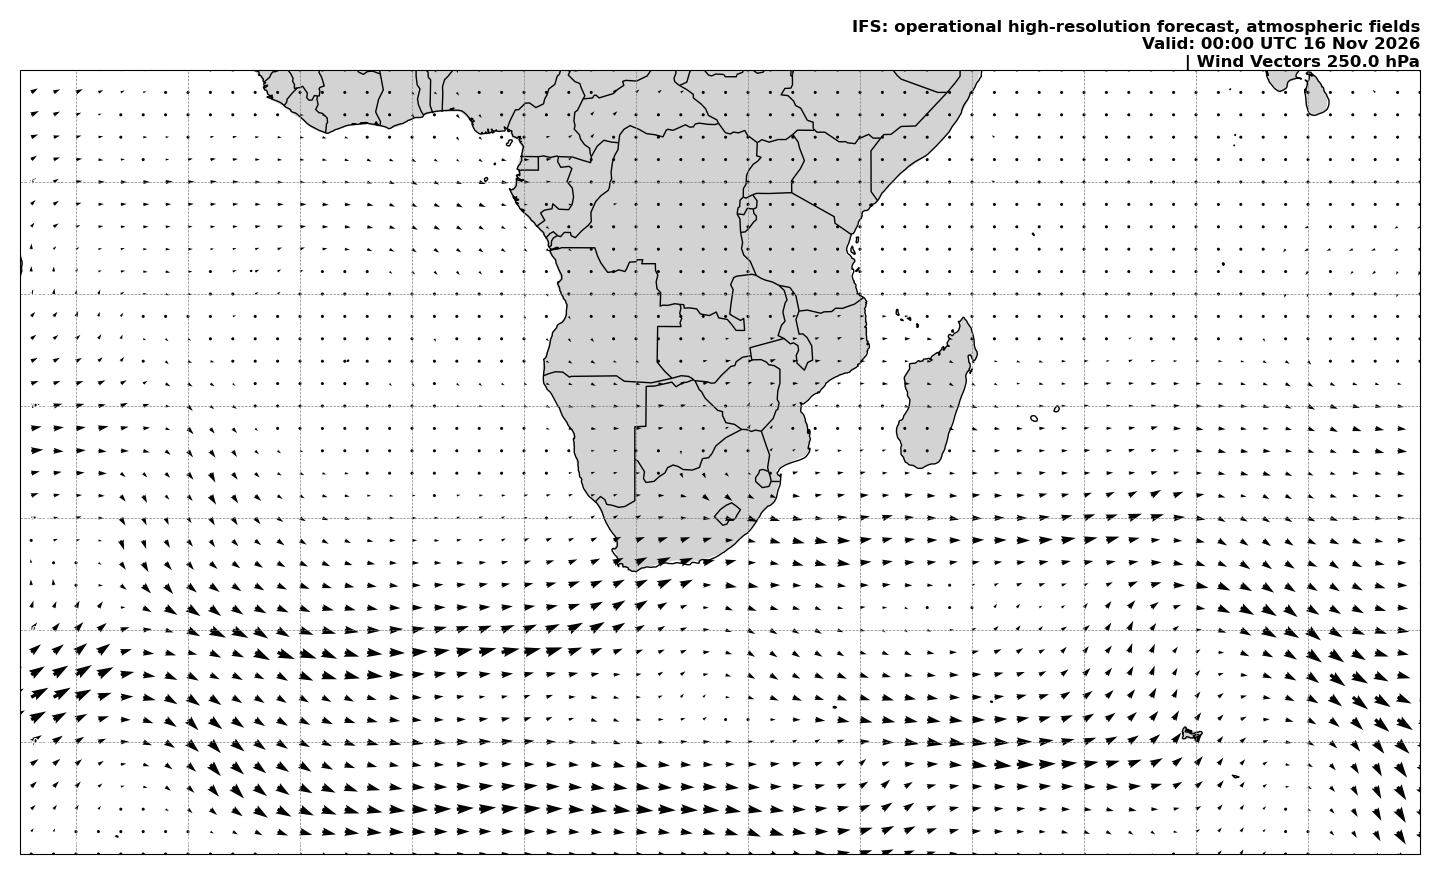 IFS: operational high-resolution forecast, atmospheric fields
Valid: 00:00 UTC 16 Nov 2026
| Wind Vectors 250.0 hPa